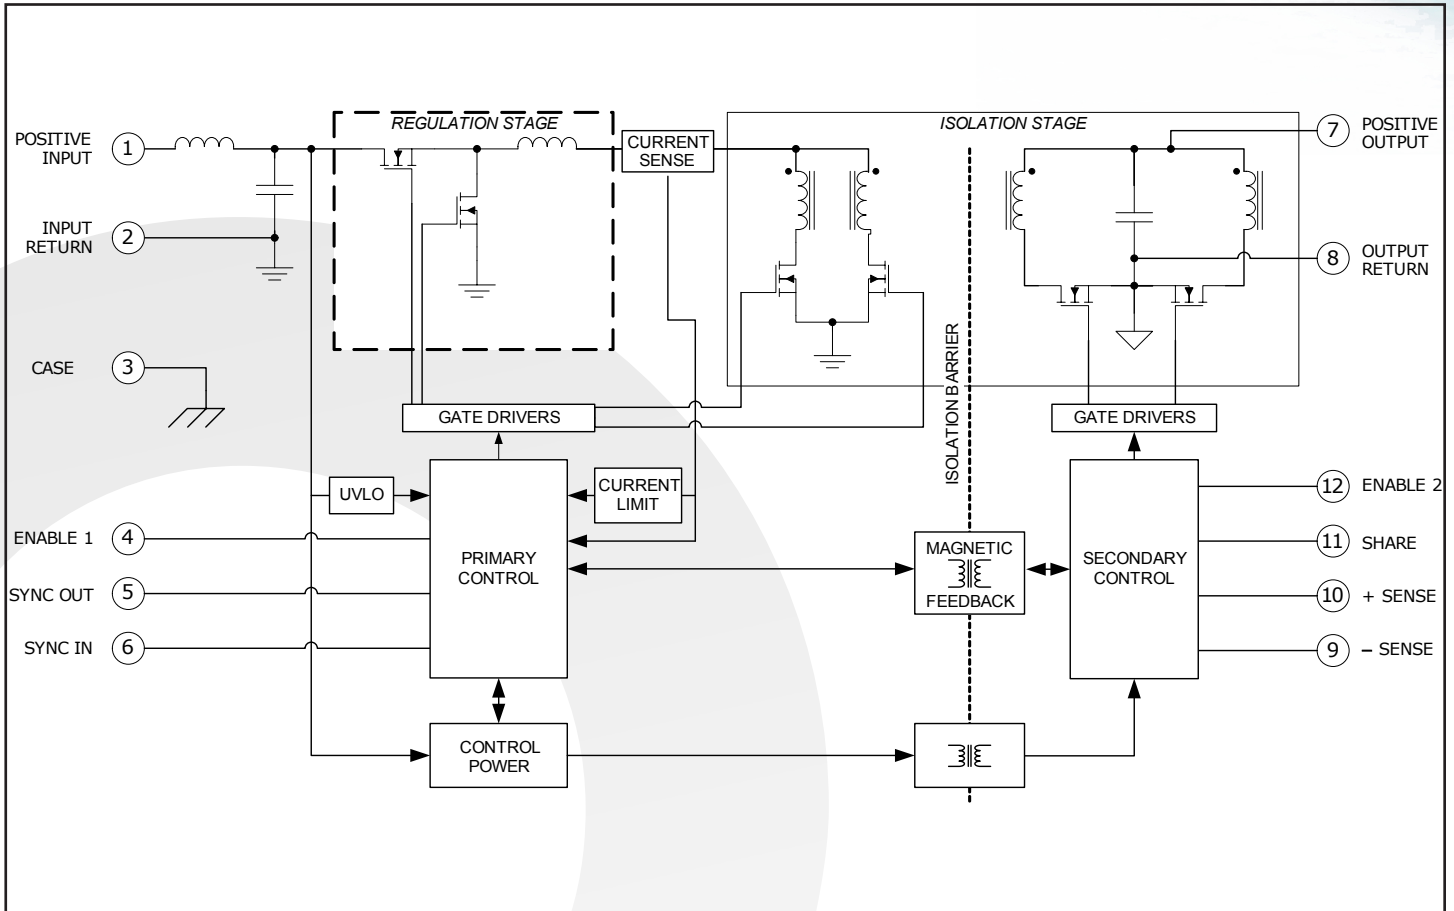 REGULATION STAGE
ISOLATION STAGE
POSITIVE
INPUT
1
CURRENT
SENSE
7
POSITIVE
OUTPUT
INPUT
RETURN
2
8
OUTPUT
RETURN
CASE
3
ISOLATION BARRIER
GATE DRIVERS
GATE DRIVERS
UVLO
CURRENT
LIMIT
12
ENABLE 2
ENABLE 1
4
PRIMARY
CONTROL
MAGNETIC
FEEDBACK
SECONDARY
CONTROL
11
SHARE
SYNC OUT
5
10
+ SENSE
SYNC IN
6
9
– SENSE
CONTROL
POWER